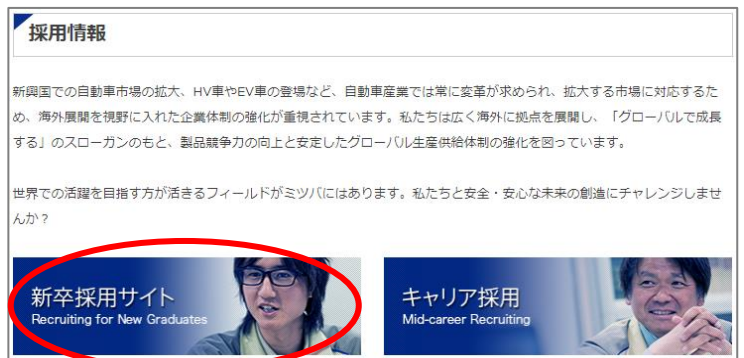 採用情報
新興国での自動車市場の拡大、HV車やEV車の登場など、自動車産業では常に変革が求められ、拡大する市場に対応するた
め、海外展開を視野に入れた企業体制の強化が重視されています。私たちは広く海外に拠点を展開し、「グローバルで成長
する」のスローガンのもと、製品競争力の向上と安定したグローバル生産供給体制の強化を図っています。
世界での活躍を目指す方が活きるフィールドがミツバにはあります。私たちと安全・安心な未来の創造にチャレンジしませ
んか？
新卒採用サイト
Recruiting for New Graduates
キャリア採用
Mid-career Recruiting